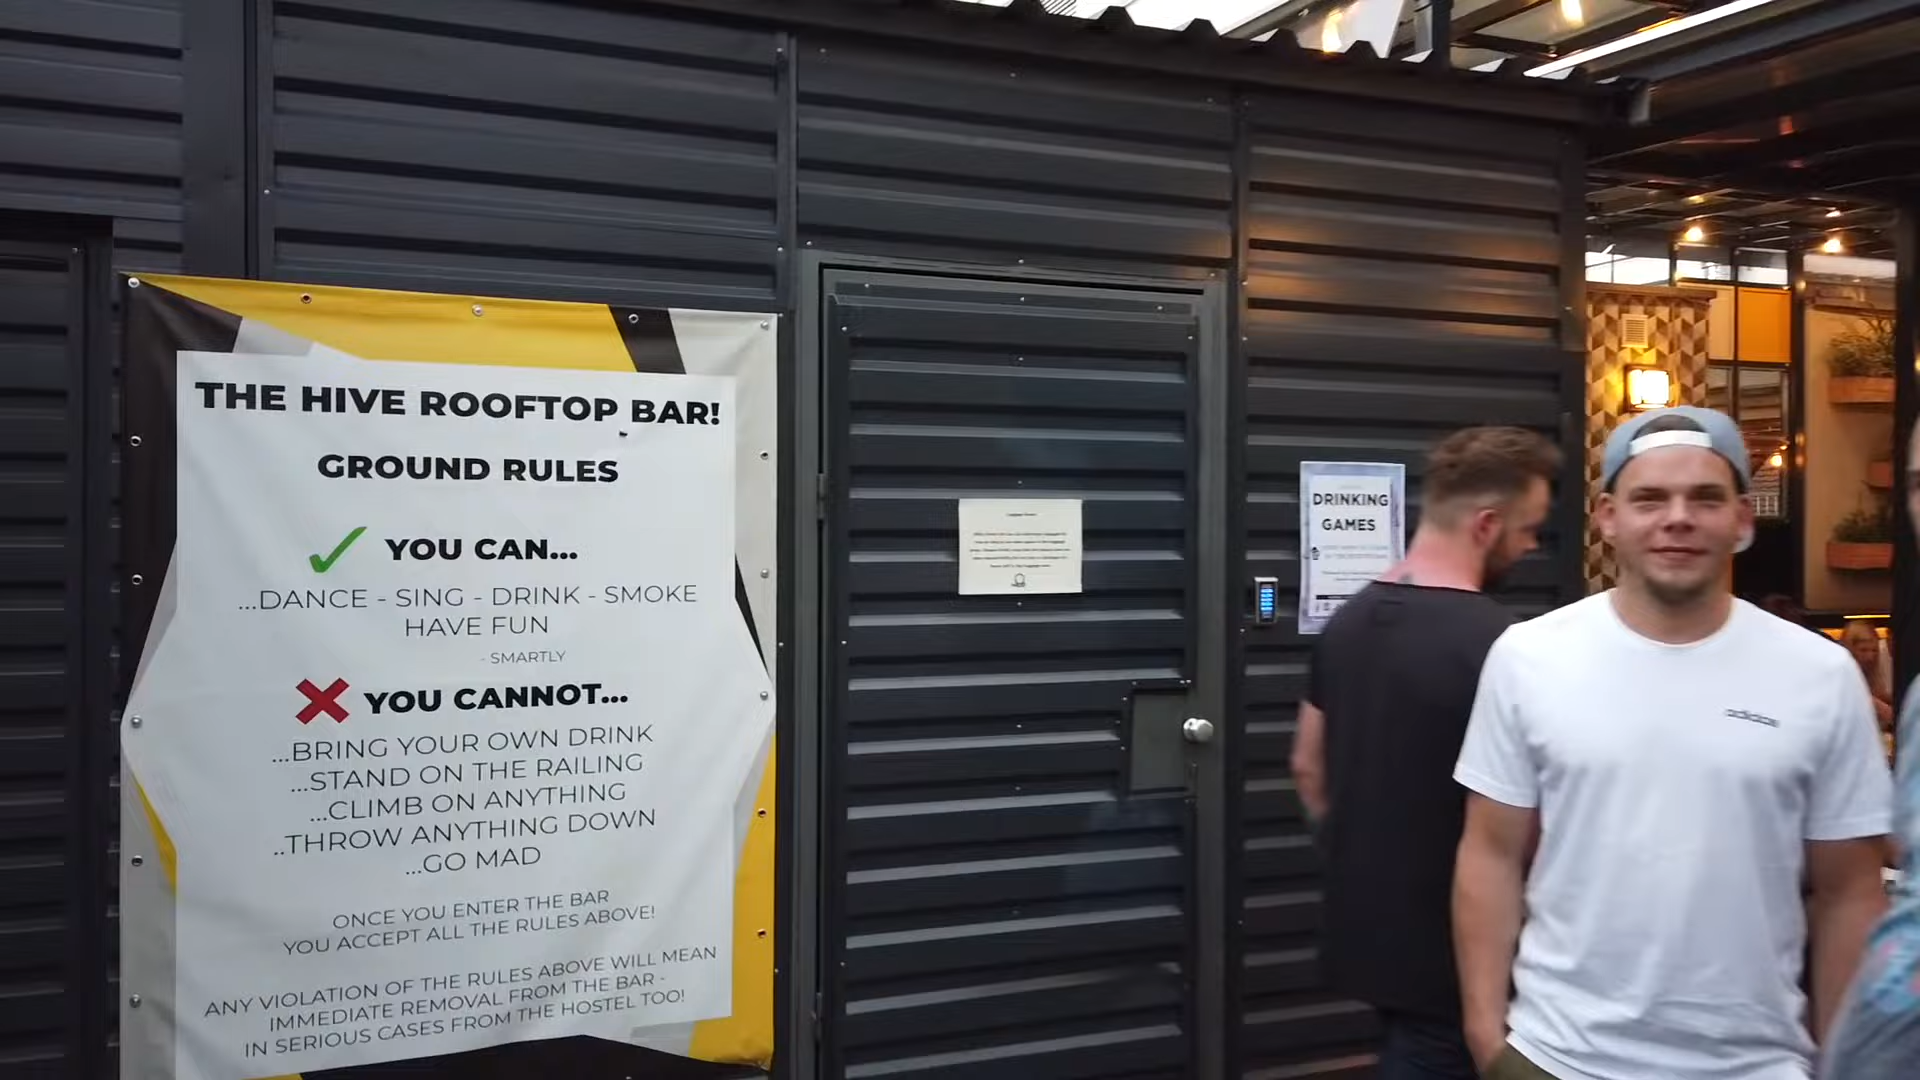 THE HIVE ROOFTOP BAR!
GROUND RULES
YOU CAN...
...DANCE - SING - DRINK - SMOKE
HAVE FUN
- SMARTLY
YOU CANNOT...
...BRING YOUR OWN DRINK
...STAND ON THE RAILING
...CLIMB ON ANYTHING
..THROW ANYTHING DOWN
...GO MAD
ONCE YOU ENTER THE BAR
YOU ACCEPT ALL THE RULES ABOVE!
ANY VIOLATION OF THE RULES ABOVE WILL MEAN
IMMEDIATE REMOVAL FROM THE BAR -
IN SERIOUS CASES FROM THE HOSTEL TOO!
DRINKING
GAMES
adidas